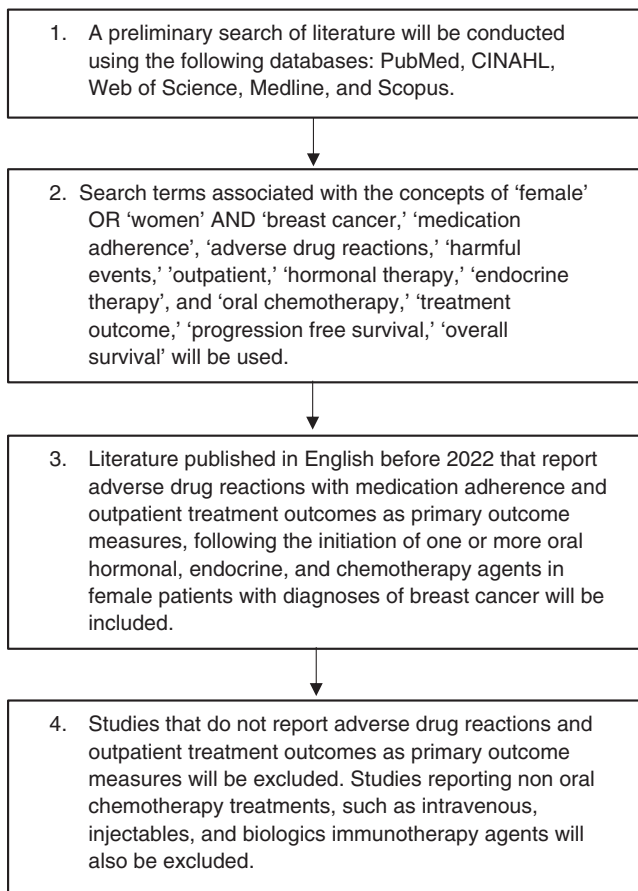 1. A preliminary search of literature will be conducted
using the following databases: PubMed, CINAHL,
Web of Science, Medline, and Scopus.
2. Search terms associated with the concepts of ‘female’
OR ‘women’ AND ‘breast cancer,’ ‘medication
adherence’, ‘adverse drug reactions,’ ‘harmful
events,’ ’outpatient,’ ‘hormonal therapy,’ ‘endocrine
therapy’, and ‘oral chemotherapy,’ ‘treatment
outcome,’ ‘progression free survival,’ ‘overall
survival’ will be used.
3. Literature published in English before 2022 that report
adverse drug reactions with medication adherence and
outpatient treatment outcomes as primary outcome
measures, following the initiation of one or more oral
hormonal, endocrine, and chemotherapy agents in
female patients with diagnoses of breast cancer will be
included.
4. Studies that do not report adverse drug reactions and
outpatient treatment outcomes as primary outcome
measures will be excluded. Studies reporting non oral
chemotherapy treatments, such as intravenous,
injectables, and biologics immunotherapy agents will
also be excluded.